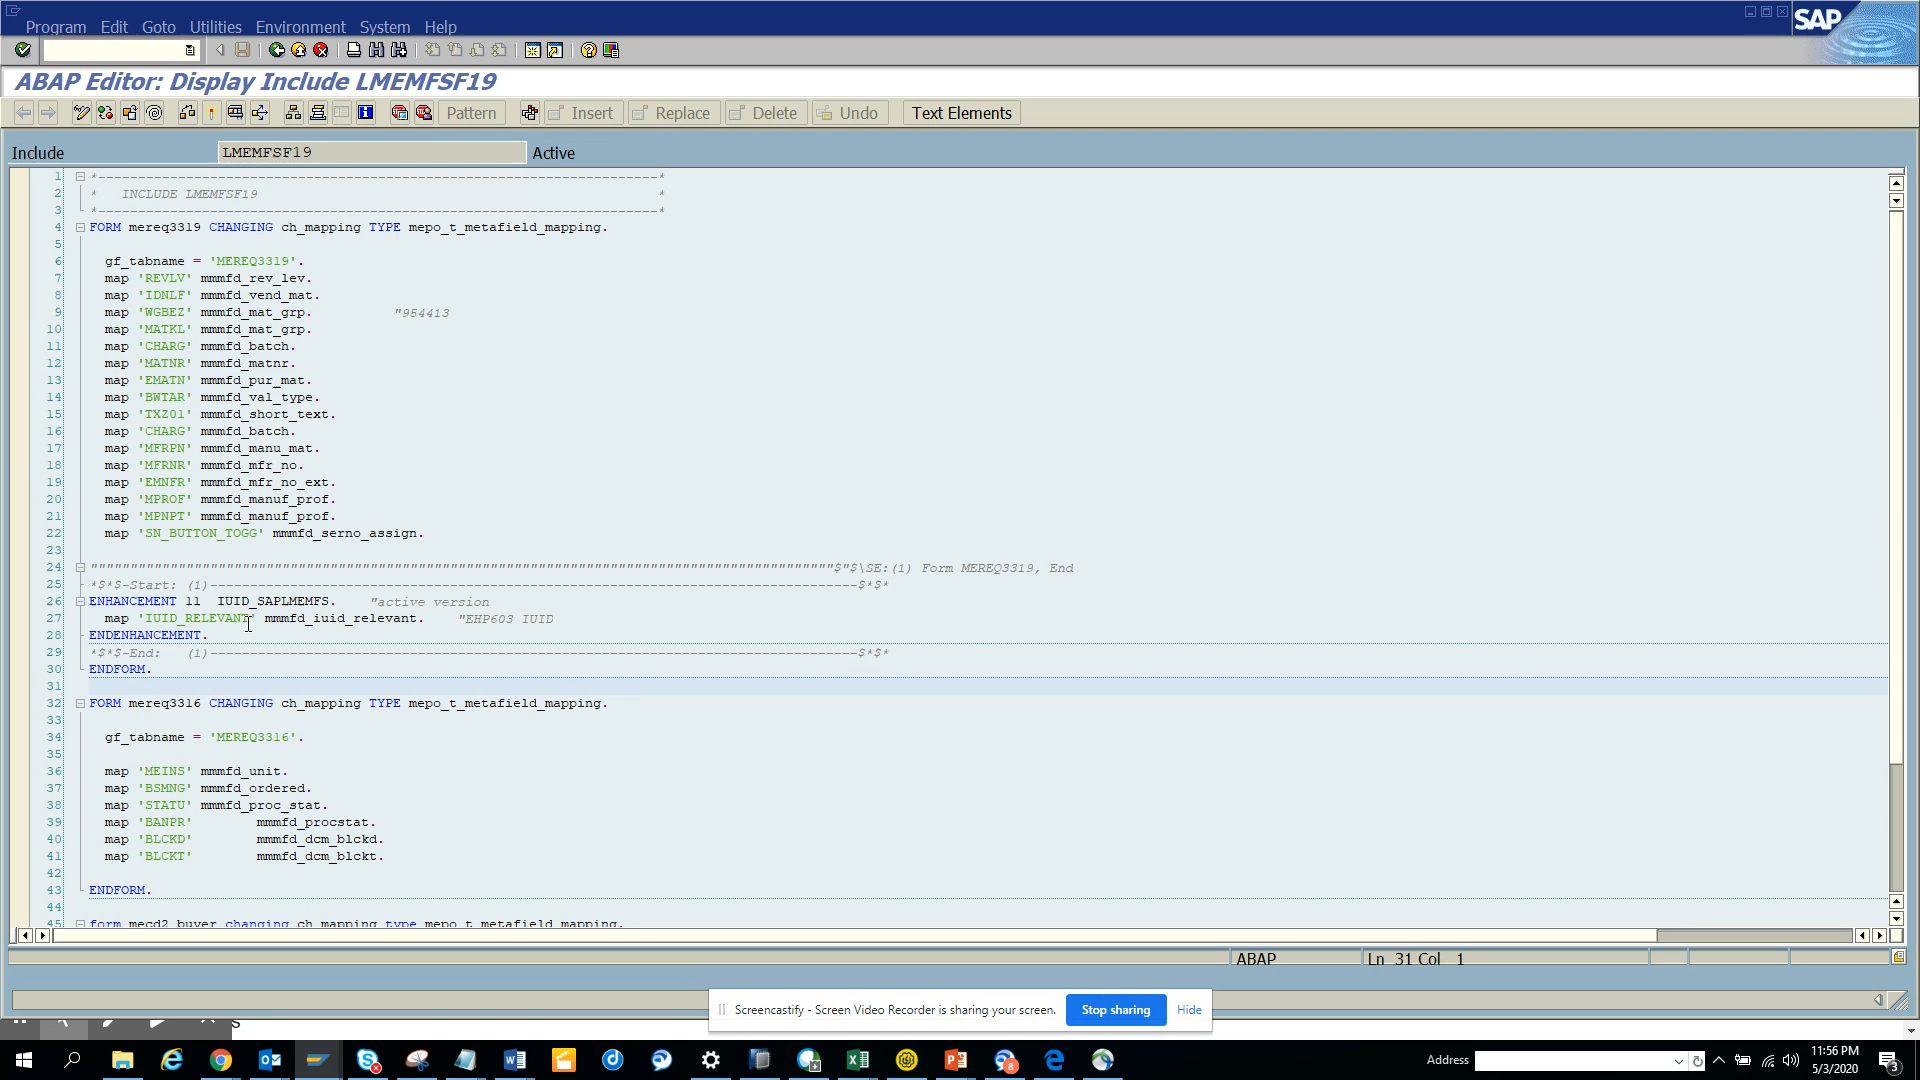 Program Edit Goto Utilities Environment System Help
SAP
ABAP Editor: Display Include LMEMFSF19
Pattern Insert Replace Delete Undo Text Elements
Include LMEMFSF19 Active
1 *----------------------------------------------------------------------*
2 * INCLUDE LMEMFSF19 *
3 *----------------------------------------------------------------------*
4 FORM mereq3319 CHANGING ch_mapping TYPE mepo_t_metafield_mapping.
5
6 gf_tabname = 'MEREQ3319'.
7 map 'REVLV' mmmfd_rev_lev.
8 map 'IDNLF' mmmfd_vend_mat.
9 map 'WGBEZ' mmmfd_mat_grp. "954413
10 map 'MATKL' mmmfd_mat_grp.
11 map 'CHARG' mmmfd_batch.
12 map 'MATNR' mmmfd_matnr.
13 map 'EMATN' mmmfd_pur_mat.
14 map 'BWTAR' mmmfd_val_type.
15 map 'TXZ01' mmmfd_short_text.
16 map 'CHARG' mmmfd_batch.
17 map 'MFRPN' mmmfd_manu_mat.
18 map 'MFRNR' mmmfd_mfr_no.
19 map 'EMNFR' mmmfd_mfr_no_ext.
20 map 'MPROF' mmmfd_manuf_prof.
21 map 'MPNPT' mmmfd_manuf_prof.
22 map 'SN_BUTTON_TOGG' mmmfd_serno_assign.
23
24 """"""""""""""""""""""""""""""""""""""""""""""""""""""""""""""""""""""""""""""""""""""""""""$"$\SE:(1) Form MEREQ3319, End
25 *$*$-Start: (1)---------------------------------------------------------------------------------$*$*
26 ENHANCEMENT 11 IUID_SAPLMEMFS. "active version
27 map 'IUID_RELEVANT' mmmfd_iuid_relevant. "EHP603 IUID
28 ENDENHANCEMENT.
29 *$*$-End: (1)---------------------------------------------------------------------------------$*$*
30 ENDFORM.
31
32 FORM mereq3316 CHANGING ch_mapping TYPE mepo_t_metafield_mapping.
33
34 gf_tabname = 'MEREQ3316'.
35
36 map 'MEINS' mmmfd_unit.
37 map 'BSMNG' mmmfd_ordered.
38 map 'STATU' mmmfd_proc_stat.
39 map 'BANPR' mmmfd_procstat.
40 map 'BLCKD' mmmfd_dcm_blckd.
41 map 'BLCKT' mmmfd_dcm_blckt.
42
43 ENDFORM.
44
45 form mecd2_buyer changing ch_mapping type mepo_t_metafield_mapping.
ABAP Ln 31 Col 1
Screencastify - Screen Video Recorder is sharing your screen. Stop sharing Hide
Address
11:56 PM
5/3/2020
8
3